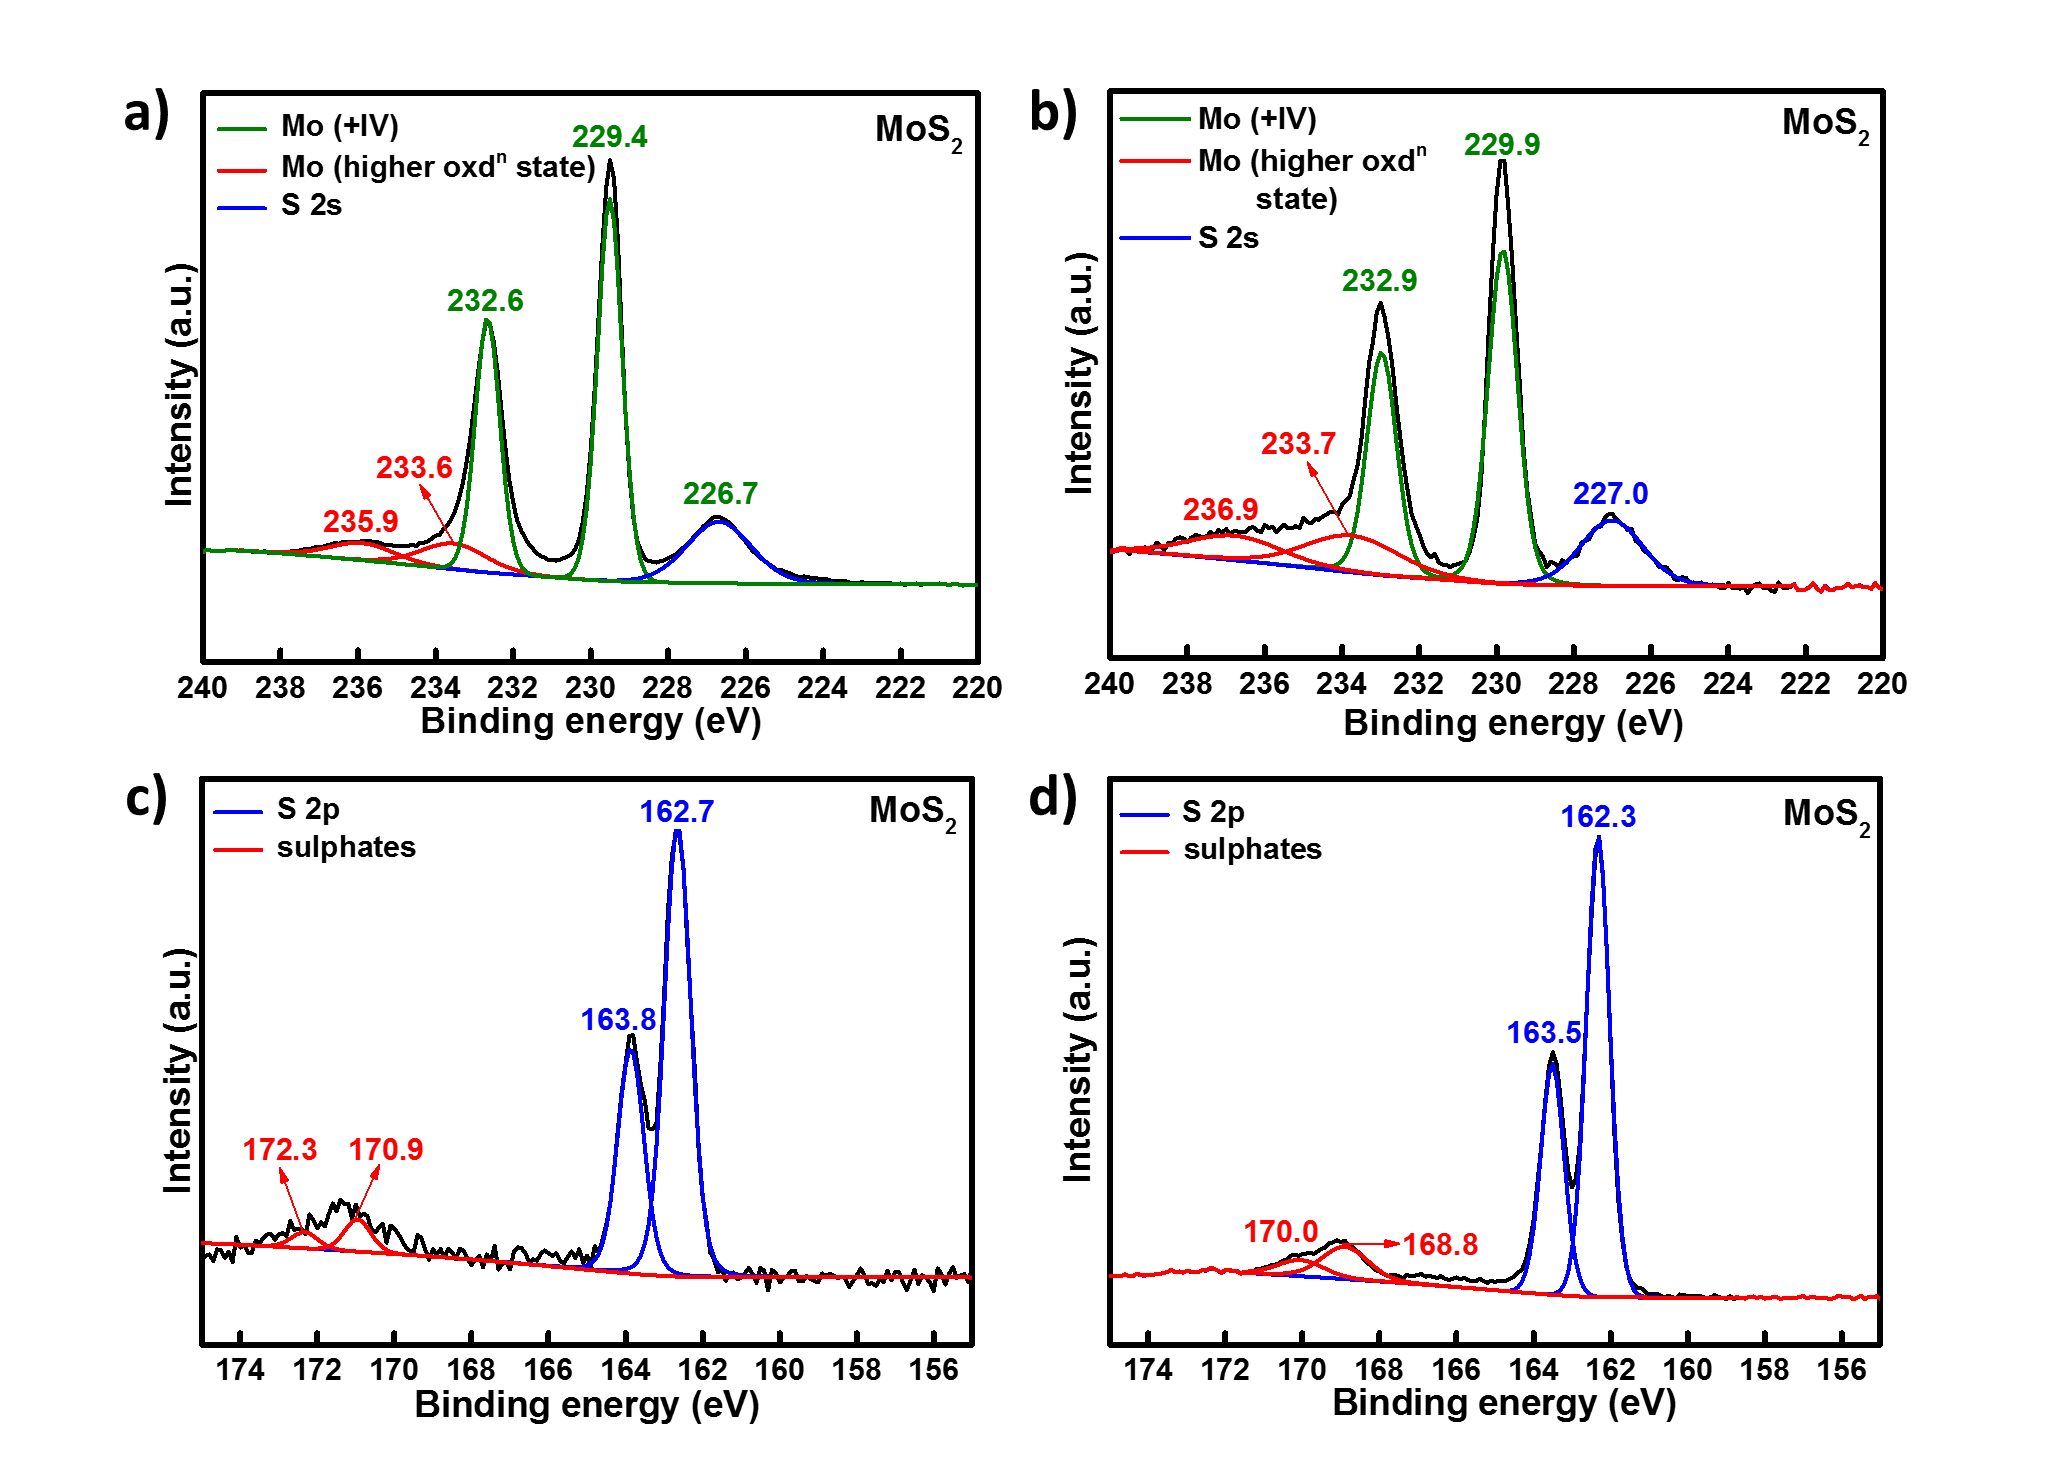 a)
Mo (+IV)
Mo (higher oxdⁿ state)
S 2s
MoS₂
229.4
232.6
233.6
235.9
226.7
Intensity (a.u.)
240 238 236 234 232 230 228 226 224 222 220
Binding energy (eV)
b)
Mo (+IV)
Mo (higher oxdⁿ
state)
S 2s
MoS₂
229.9
232.9
233.7
236.9
227.0
Intensity (a.u.)
240 238 236 234 232 230 228 226 224 222 220
Binding energy (eV)
c)
S 2p
sulphates
MoS₂
162.7
163.8
172.3
170.9
Intensity (a.u.)
174 172 170 168 166 164 162 160 158 156
Binding energy (eV)
d)
S 2p
sulphates
MoS₂
162.3
163.5
170.0
168.8
Intensity (a.u.)
174 172 170 168 166 164 162 160 158 156
Binding energy (eV)